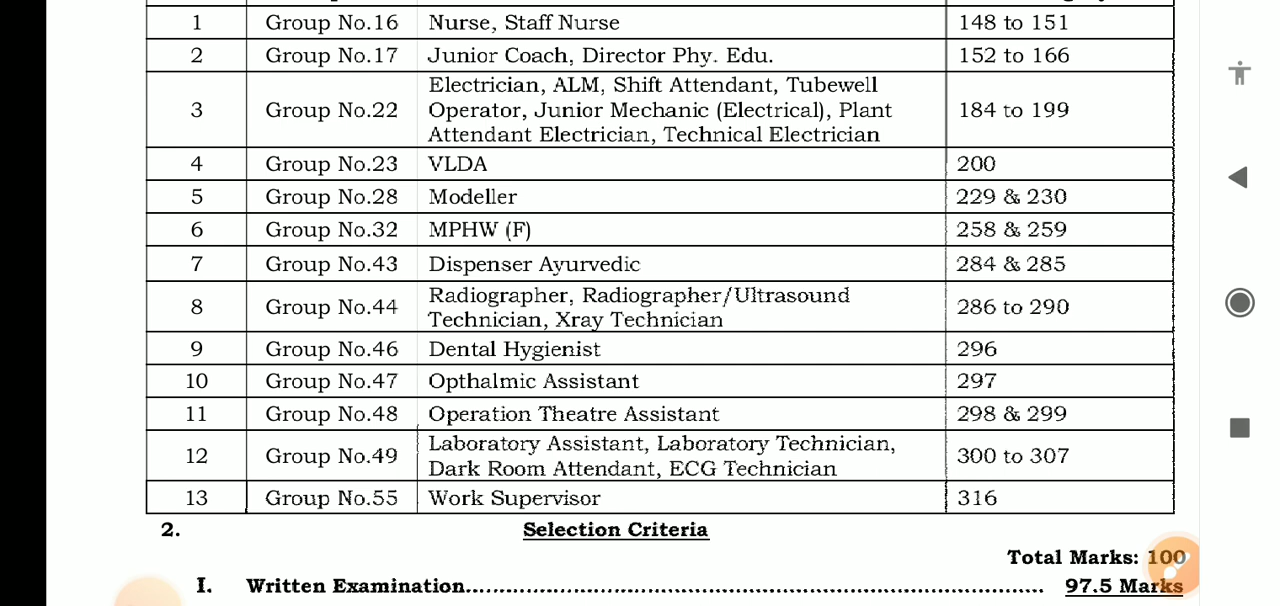 1 Group No.16 Nurse, Staff Nurse 148 to 151
2 Group No.17 Junior Coach, Director Phy. Edu. 152 to 166
Electrician, ALM, Shift Attendant, Tubewell
3 Group No.22 Operator, Junior Mechanic (Electrical), Plant 184 to 199
Attendant Electrician, Technical Electrician
4 Group No.23 VLDA 200
5 Group No.28 Modeller 229 & 230
6 Group No.32 MPHW (F) 258 & 259
7 Group No.43 Dispenser Ayurvedic 284 & 285
8 Group No.44 Radiographer, Radiographer/Ultrasound 286 to 290
Technician, Xray Technician
9 Group No.46 Dental Hygienist 296
10 Group No.47 Opthalmic Assistant 297
11 Group No.48 Operation Theatre Assistant 298 & 299
12 Group No.49 Laboratory Assistant, Laboratory Technician, 300 to 307
Dark Room Attendant, ECG Technician
13 Group No.55 Work Supervisor 316
2. Selection Criteria
Total Marks: 100
I. Written Examination.......................................................................................... 97.5 Marks